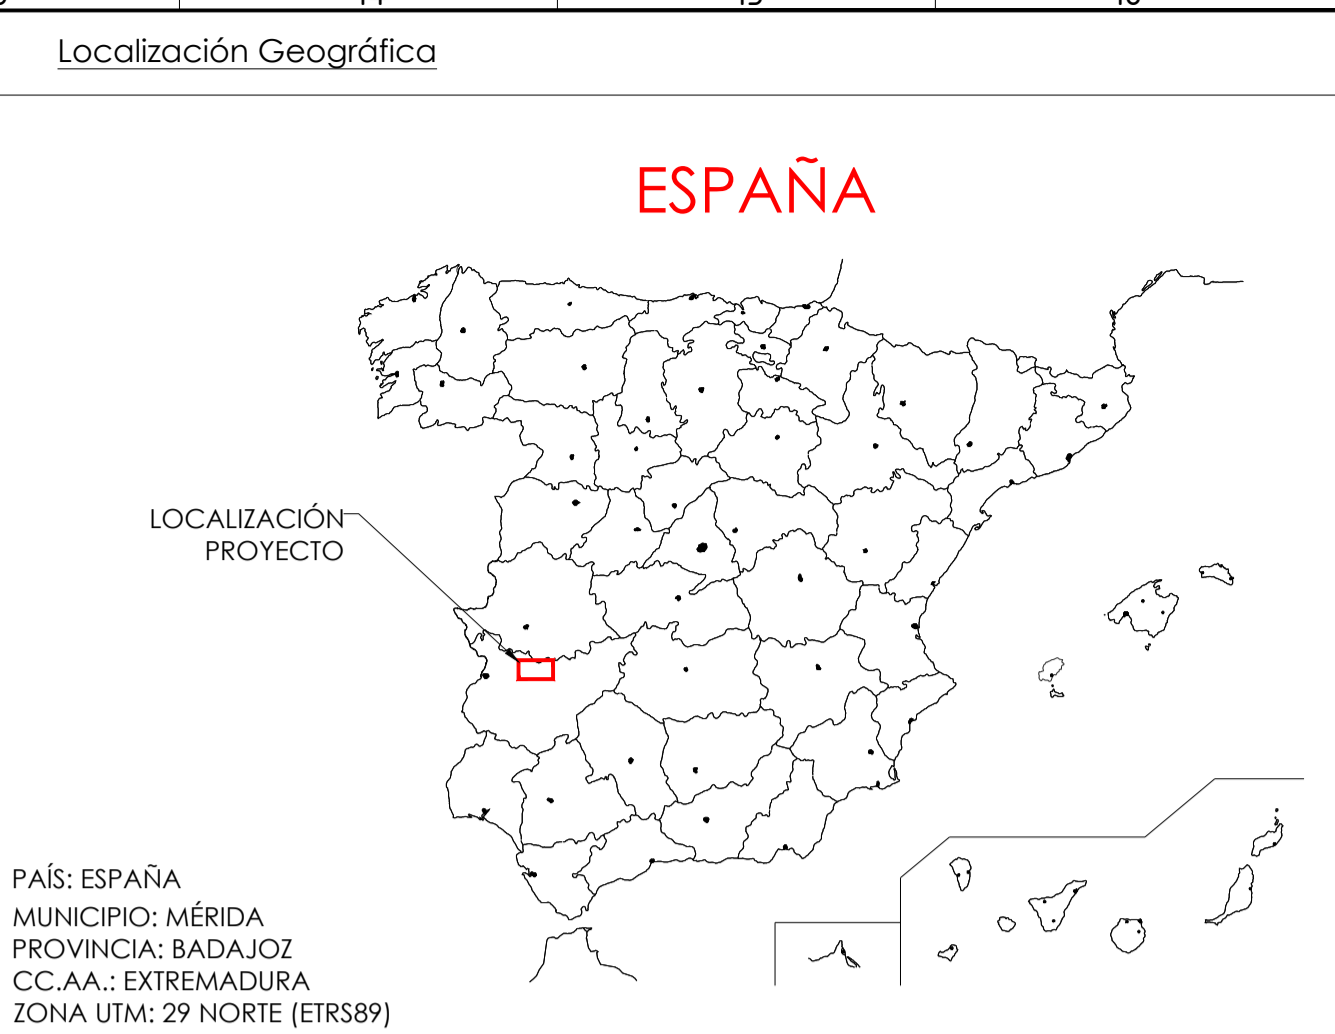 Localización Geográfica
ESPAÑA
LOCALIZACIÓN
PROYECTO
PAÍS: ESPAÑA
MUNICIPIO: MÉRIDA
PROVINCIA: BADAJOZ
CC.AA.: EXTREMADURA
ZONA UTM: 29 NORTE (ETRS89)